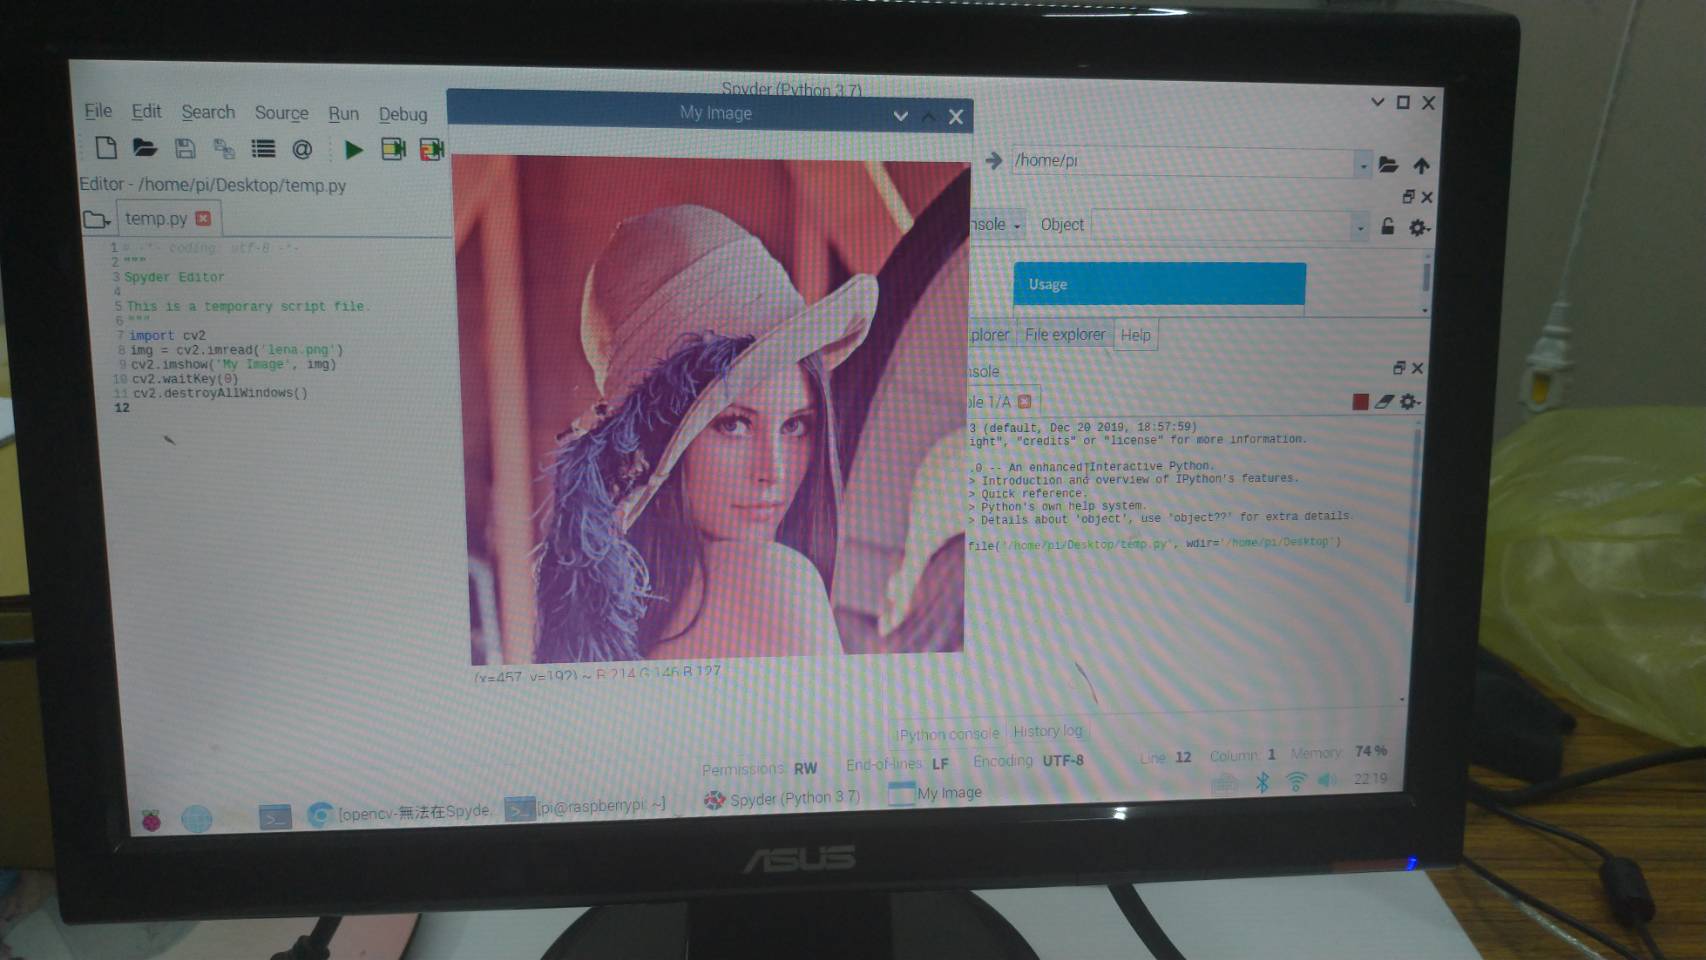 Spyder (Python 3.7)
File Edit Search Source Run Debug
My Image
/home/pi
Editor - /home/pi/Desktop/temp.py
temp.py
nsole Object
Usage
plorer File explorer Help
nsole
ole 1/A
1 # -*- coding: utf-8 -*-
2 """
3 Spyder Editor
4
5 This is a temporary script file.
6 """
7 import cv2
8 img = cv2.imread('lena.png')
9 cv2.imshow('My Image', img)
10 cv2.waitKey(0)
11 cv2.destroyAllWindows()
12
3 (default, Dec 20 2019, 18:57:59)
ight", "credits" or "license" for more information.
.0 -- An enhanced Interactive Python.
> Introduction and overview of IPython's features.
> Quick reference.
> Python's own help system.
> Details about 'object', use 'object??' for extra details.
file('/home/pi/Desktop/temp.py', wdir='/home/pi/Desktop')
(x=457, y=192) ~ R:214 G:146 B:127
IPython console History log
Permissions: RW End-of-lines: LF Encoding: UTF-8 Line: 12 Column: 1 Memory: 74 %
[opencv-無法在Spyde... [pi@raspberrypi: ~] Spyder (Python 3.7) My Image 22:19
ASUS